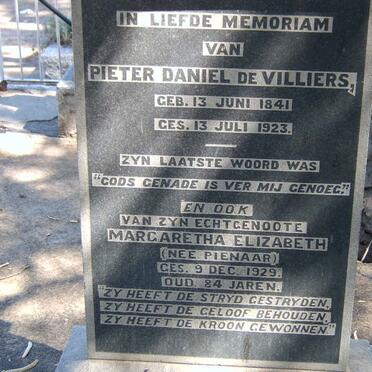 IN LIEFDE MEMORIAM
VAN
PIETER DANIEL DE VILLIERS,
GEB. 13 JUNI 1841
GES. 13 JULI 1923.
ZYN LAATSTE WOORD WAS
"GODS GENADE IS VER MIJ GENOEG."
EN OOK
VAN ZYN ECHTGENOOTE
MARGARETHA ELIZABETH
(NEE PIENAAR)
GES. 9 DEC. 1929.
OUD. 84 JAREN.
"ZY HEEFT DE STRYD GESTRYDEN,
ZY HEEFT DE GELOOF BEHOUDEN,
ZY HEEFT DE KROON GEWONNEN."